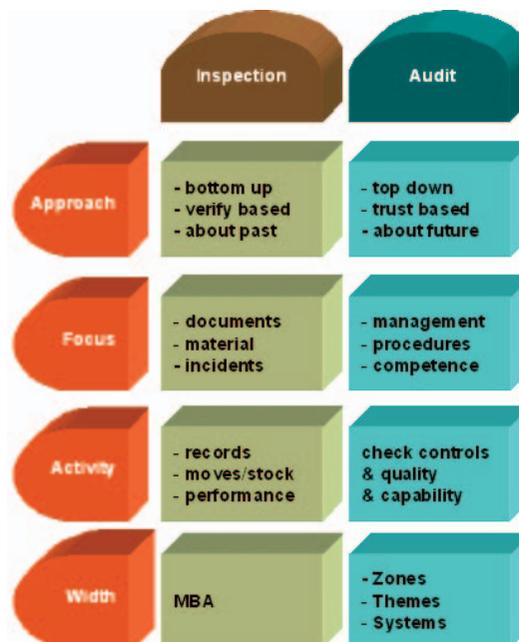 Inspection
Audit
Approach
- bottom up
- verify based
- about past
- top down
- trust based
- about future
Focus
- documents
- material
- incidents
- management
- procedures
- competence
Activity
- records
- moves/stock
- performance
check controls
& quality
& capability
Width
MBA
- Zones
- Themes
- Systems